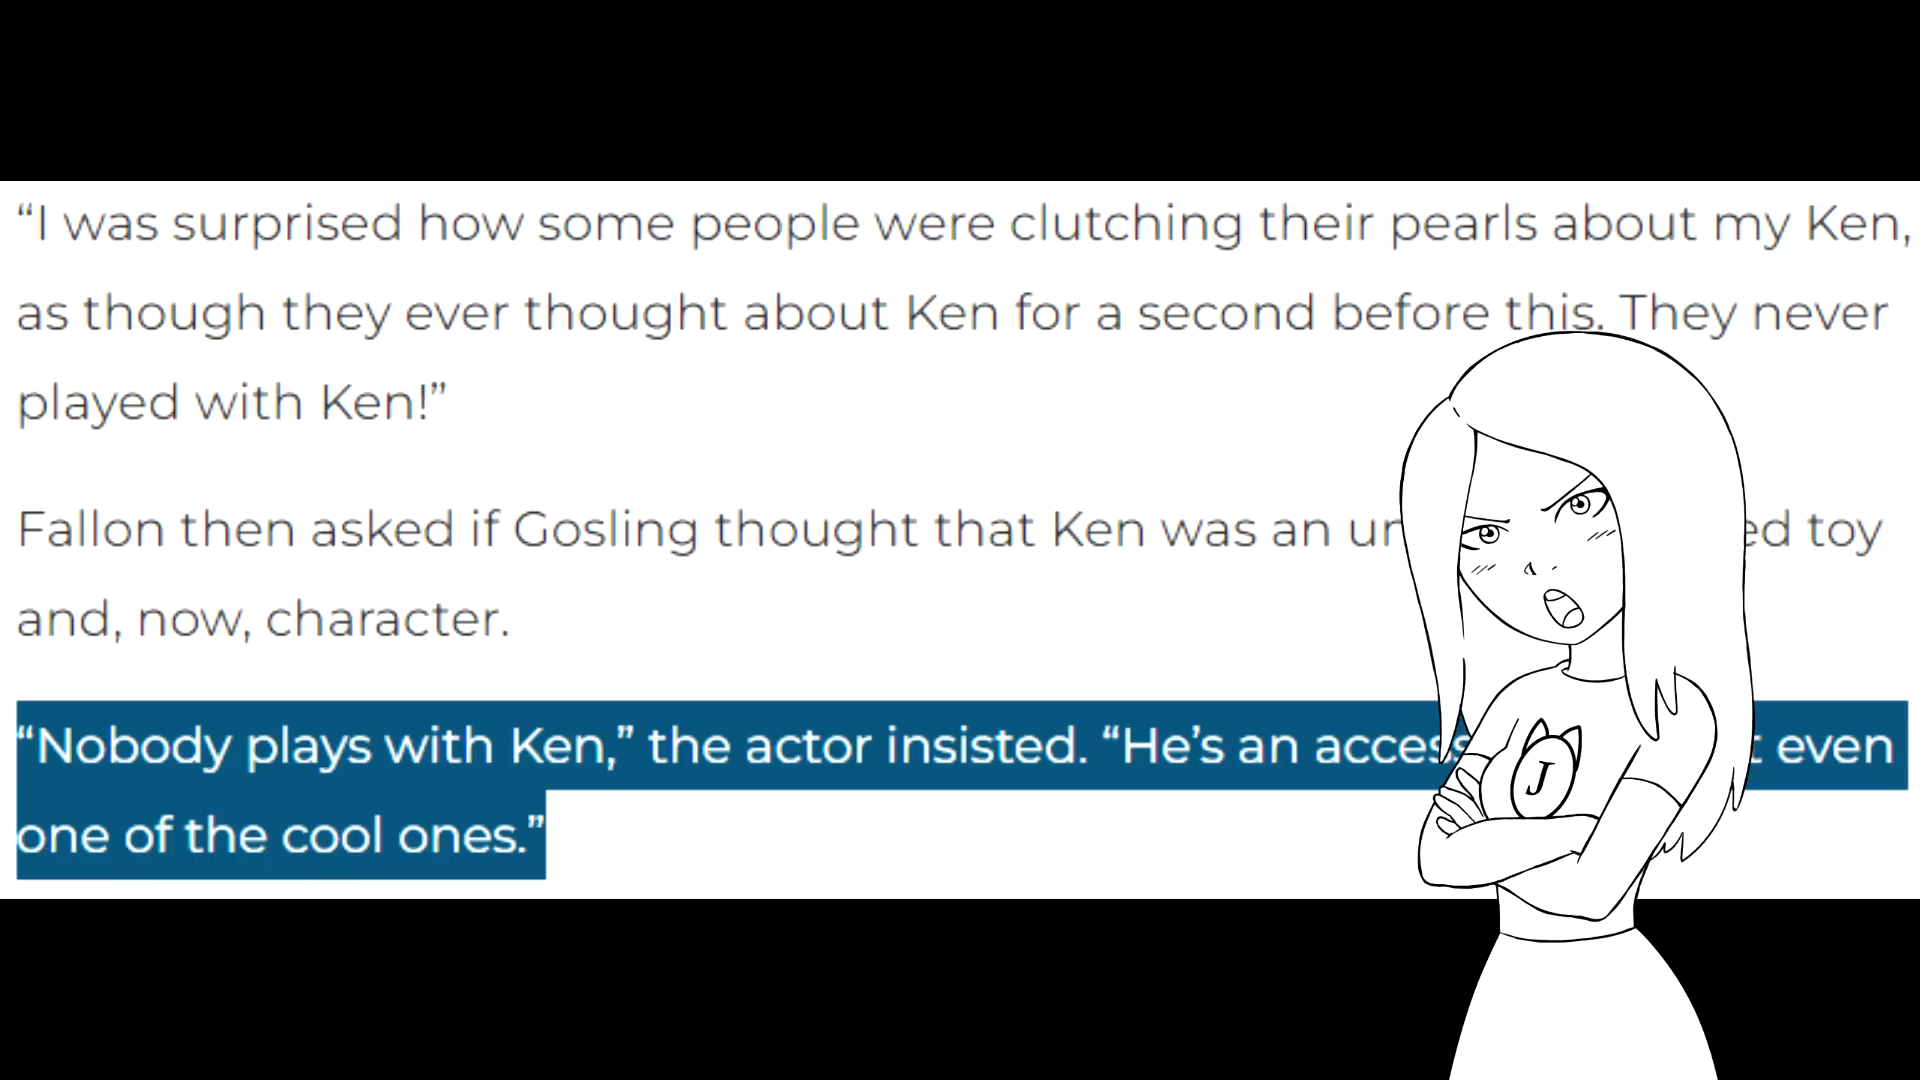 “I was surprised how some people were clutching their pearls about my Ken,
as though they ever thought about Ken for a second before this. They never
played with Ken!”
Fallon then asked if Gosling thought that Ken was an toy
and, now, character.
“Nobody plays with Ken,” the actor insisted. “He’s an even
one of the cool ones.”
J